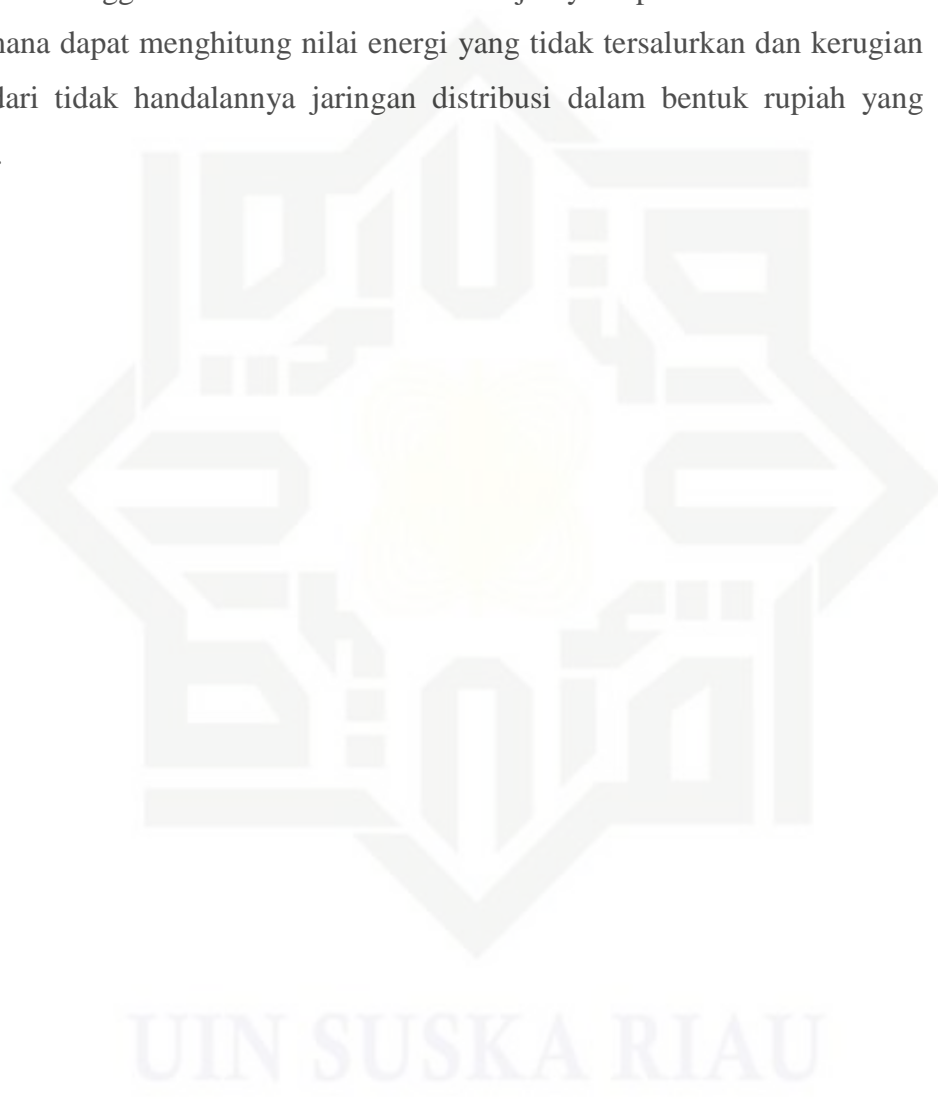 mana dapat menghitung nilai energi yang tidak tersalurkan dan kerugian
dari tidak handalannya jaringan distribusi dalam bentuk rupiah yang
UIN SUSKA RIAU